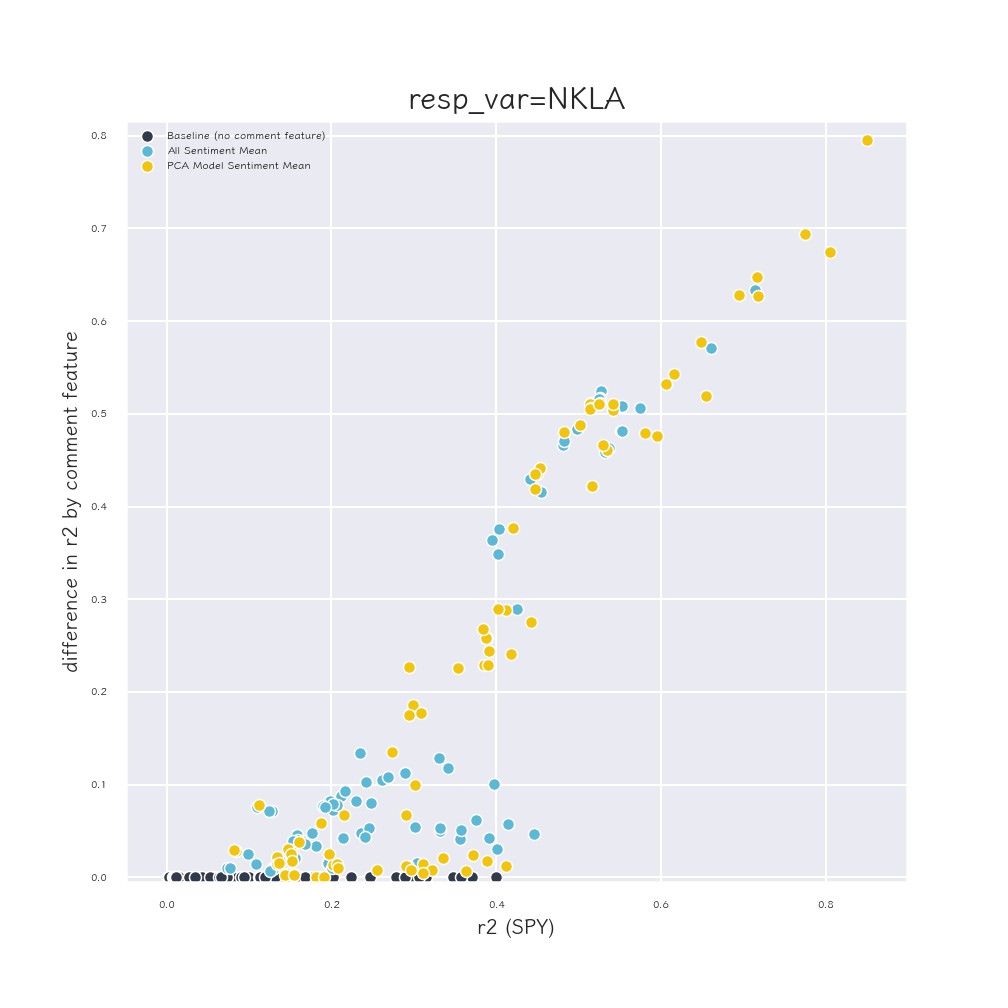 resp_var=NKLA
Baseline (no comment feature)
All Sentiment Mean
PCA Model Sentiment Mean
difference in r2 by comment feature
0.8
0.7
0.6
0.5
0.4
0.3
0.2
0.1
0.0
0.0 0.2 0.4 0.6 0.8
r2 (SPY)